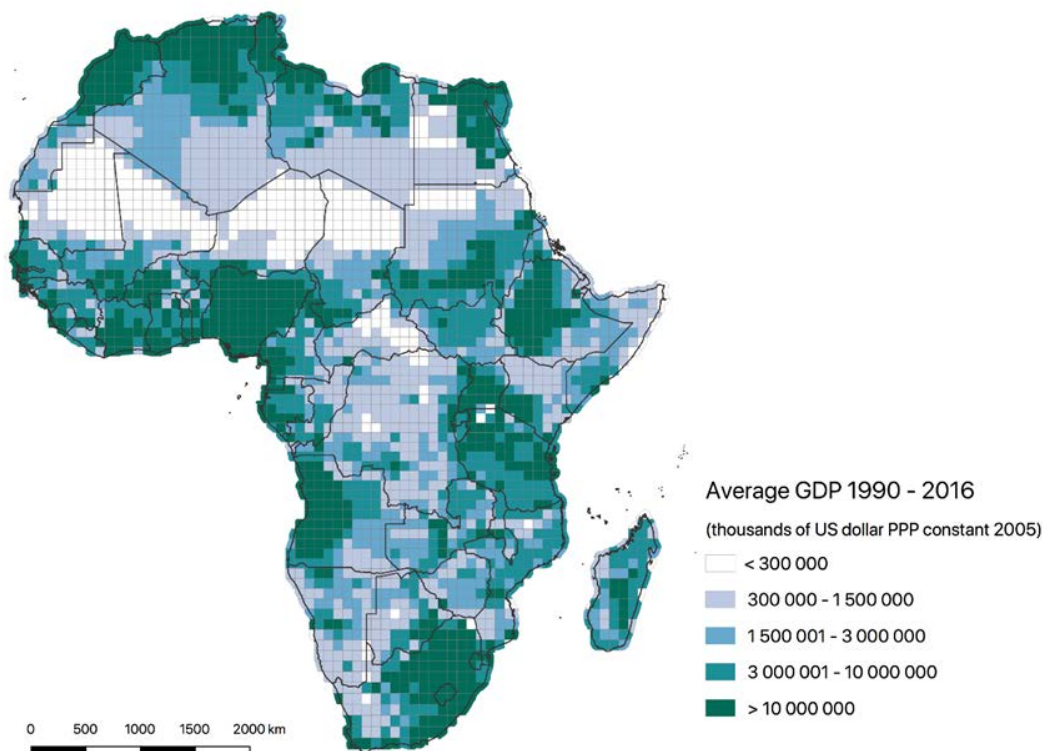 Average GDP 1990 - 2016
(thousands of US dollar PPP constant 2005)
< 300 000
300 000 - 1 500 000
1 500 001 - 3 000 000
3 000 001 - 10 000 000
> 10 000 000
0 500 1000 1500 2000 km